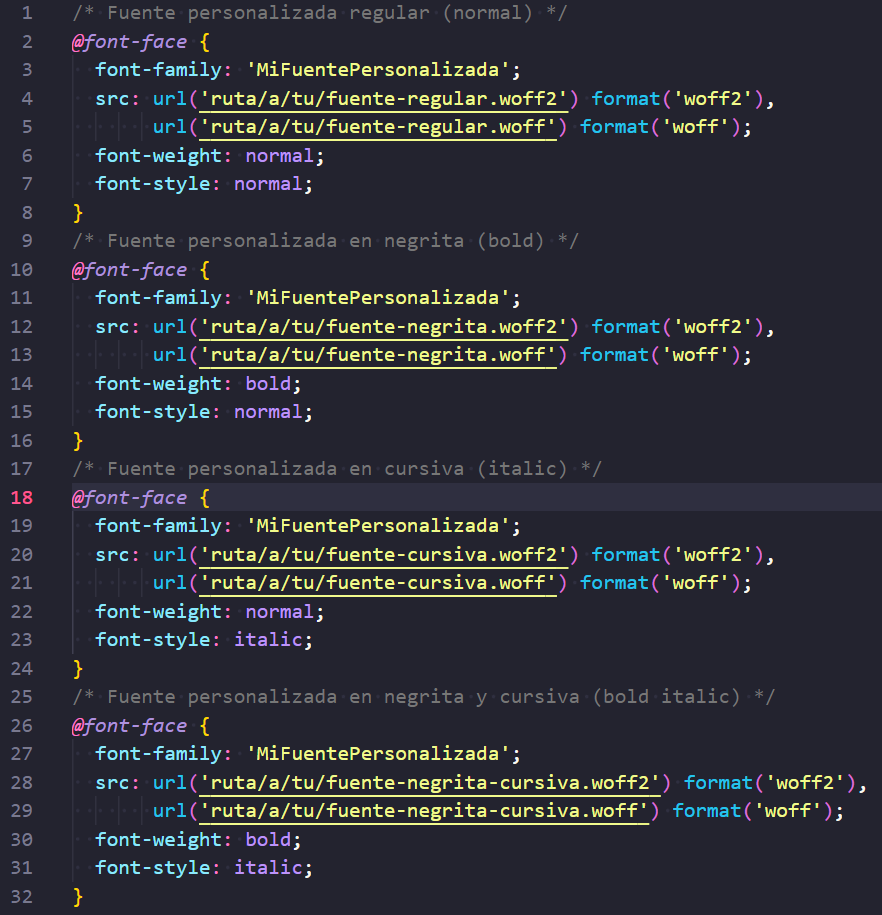 1 /* Fuente personalizada regular (normal) */
2 @font-face {
3   font-family: 'MiFuentePersonalizada';
4   src: url('ruta/a/tu/fuente-regular.woff2') format('woff2'),
5        url('ruta/a/tu/fuente-regular.woff') format('woff');
6   font-weight: normal;
7   font-style: normal;
8 }
9 /* Fuente personalizada en negrita (bold) */
10 @font-face {
11   font-family: 'MiFuentePersonalizada';
12   src: url('ruta/a/tu/fuente-negrita.woff2') format('woff2'),
13        url('ruta/a/tu/fuente-negrita.woff') format('woff');
14   font-weight: bold;
15   font-style: normal;
16 }
17 /* Fuente personalizada en cursiva (italic) */
18 @font-face {
19   font-family: 'MiFuentePersonalizada';
20   src: url('ruta/a/tu/fuente-cursiva.woff2') format('woff2'),
21        url('ruta/a/tu/fuente-cursiva.woff') format('woff');
22   font-weight: normal;
23   font-style: italic;
24 }
25 /* Fuente personalizada en negrita y cursiva (bold italic) */
26 @font-face {
27   font-family: 'MiFuentePersonalizada';
28   src: url('ruta/a/tu/fuente-negrita-cursiva.woff2') format('woff2'),
29        url('ruta/a/tu/fuente-negrita-cursiva.woff') format('woff');
30   font-weight: bold;
31   font-style: italic;
32 }